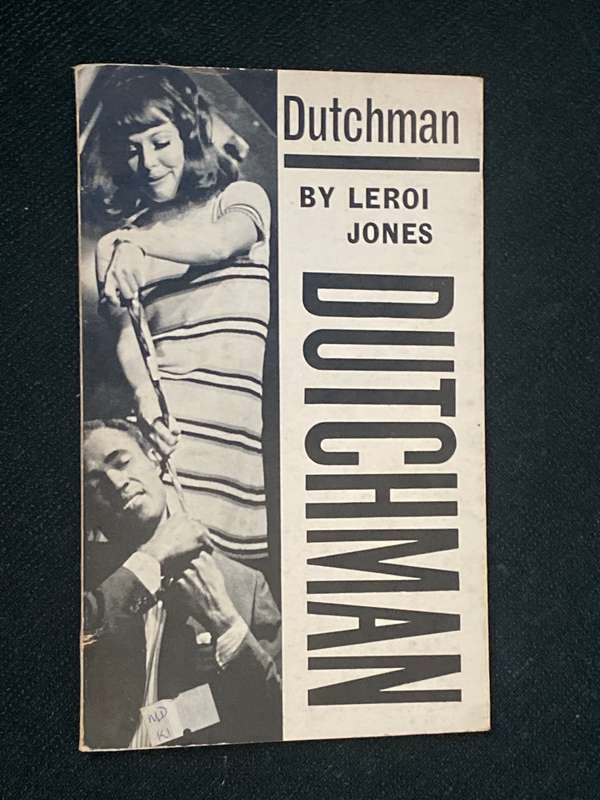 Dutchman
BY LEROI
JONES
DUTCHMAN